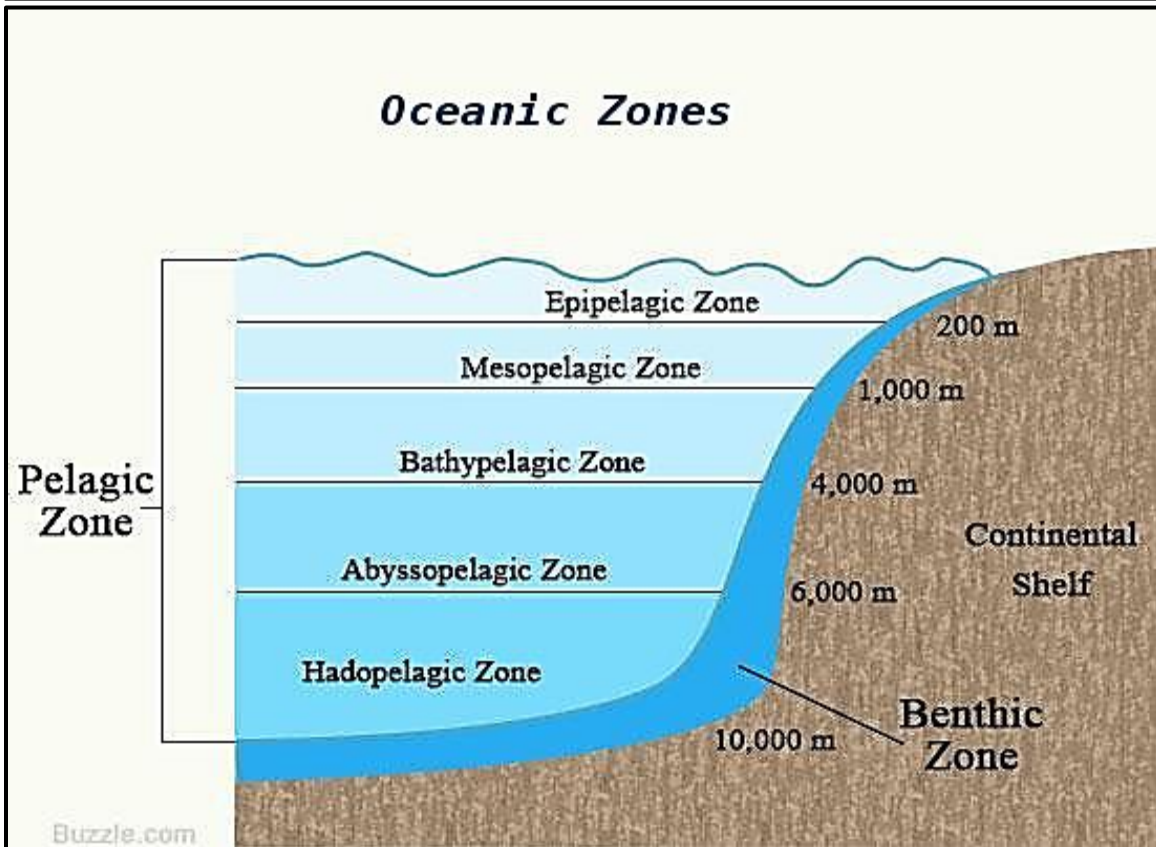 Oceanic Zones
Epipelagic Zone
200 m
Mesopelagic Zone
1,000 m
Bathypelagic Zone
4,000 m
Pelagic
Zone
Continental
Shelf
Abyssopelagic Zone
6,000 m
Hadopelagic Zone
10,000 m
Benthic
Zone
Buzzle.com